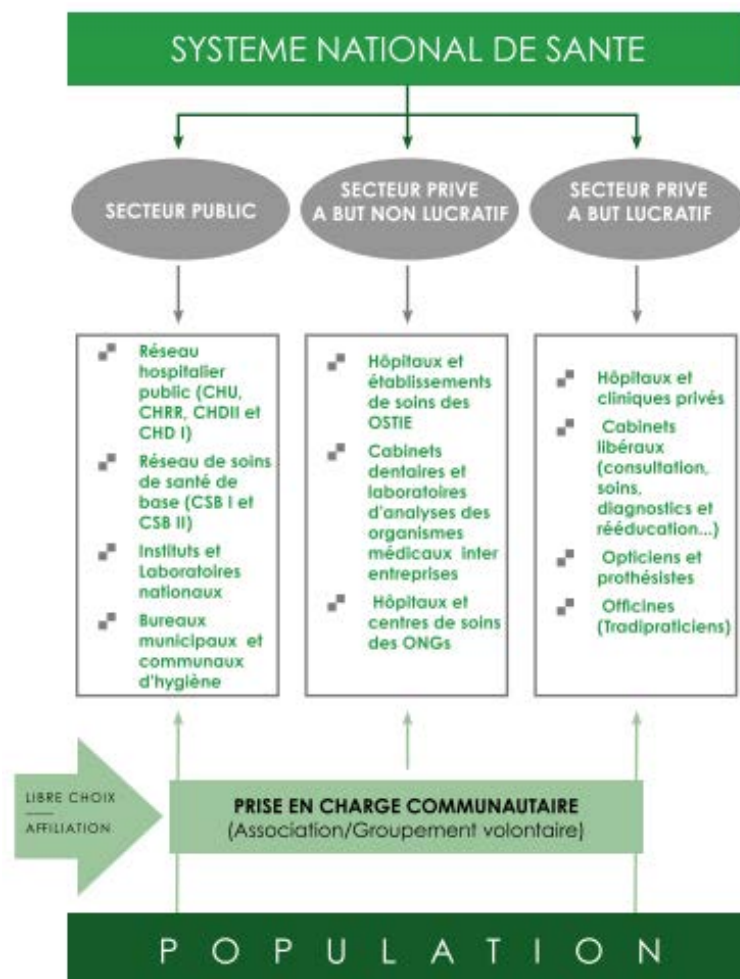 SYSTEME NATIONAL DE SANTE
SECTEUR PUBLIC
SECTEUR PRIVE
A BUT NON LUCRATIF
SECTEUR PRIVE
A BUT LUCRATIF
Réseau
hospitalier
public (CHU,
CHRR, CHDII et
CHD I)
Réseau de soins
de santé de
base (CSB I et
CSB II)
Instituts et
Laboratoires
nationaux
Bureaux
municipaux et
communaux
d'hygiène
Hôpitaux et
établissements
de soins des
OSTIE
Cabinets
dentaires et
laboratoires
d'analyses des
organismes
médicaux inter
entreprises
Hôpitaux et
centres de soins
des ONGs
Hôpitaux et
cliniques privés
Cabinets
libéraux
(consultation,
soins,
diagnostics et
rééducation...)
Opticiens et
prothésistes
Officines
(Tradipraticiens)
LIBRE CHOIX
AFFILIATION
PRISE EN CHARGE COMMUNAUTAIRE
(Association/Groupement volontaire)
POPULATION